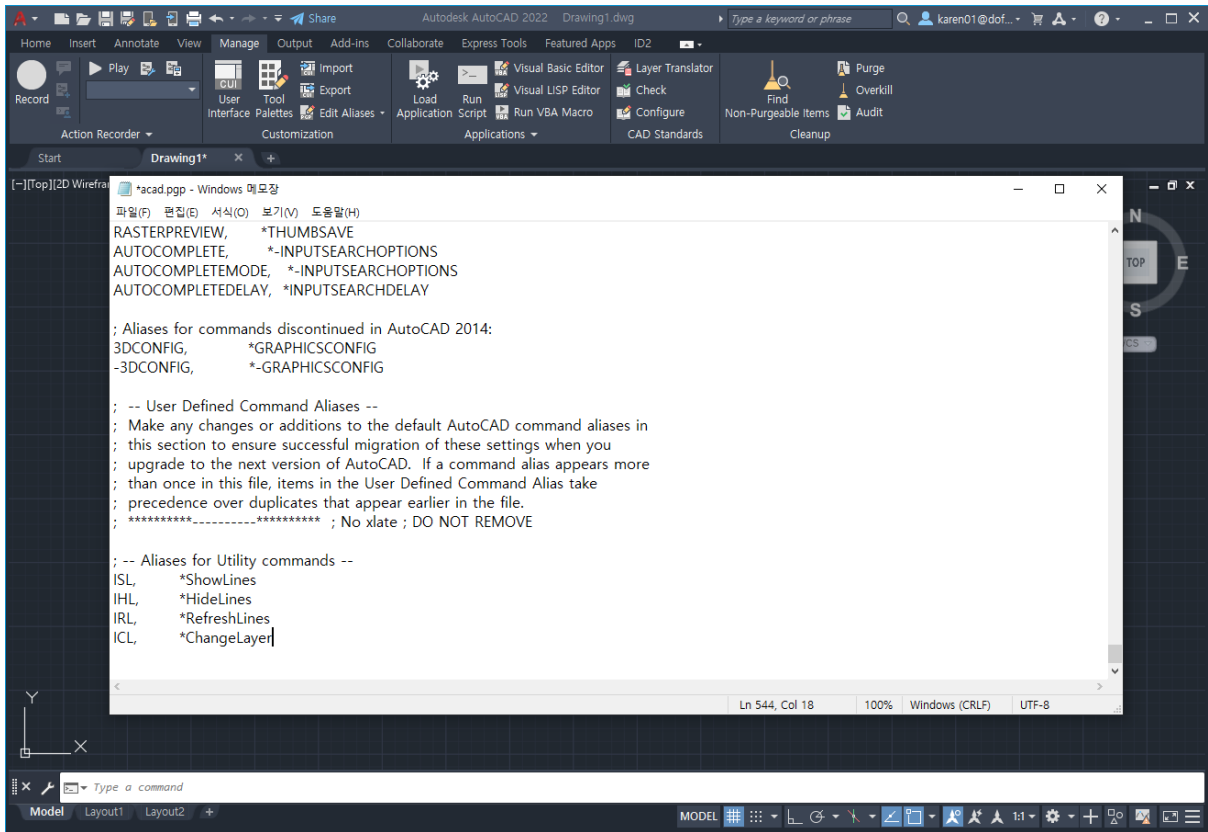 Share Autodesk AutoCAD 2022 Drawing1.dwg Type a keyword or phrase karen01@dof...
Home Insert Annotate View Manage Output Add-ins Collaborate Express Tools Featured Apps ID2
Record
Play
Action Recorder
CUI
User
Interface
Tool
Palettes
Import
Export
Edit Aliases
Customization
Load
Application
Run
Script
Visual Basic Editor
Visual LISP Editor
Run VBA Macro
Applications
Layer Translator
Check
Configure
CAD Standards
Find
Non-Purgeable Items
Purge
Overkill
Audit
Cleanup
Start Drawing1*
[−][Top][2D Wirefra
*acad.pgp - Windows 메모장
파일(F) 편집(E) 서식(O) 보기(V) 도움말(H)
RASTERPREVIEW, *THUMBSAVE
AUTOCOMPLETE, *-INPUTSEARCHOPTIONS
AUTOCOMPLETEMODE, *-INPUTSEARCHOPTIONS
AUTOCOMPLETEDELAY, *INPUTSEARCHDELAY
; Aliases for commands discontinued in AutoCAD 2014:
3DCONFIG, *GRAPHICSCONFIG
-3DCONFIG, *-GRAPHICSCONFIG
; -- User Defined Command Aliases --
; Make any changes or additions to the default AutoCAD command aliases in
; this section to ensure successful migration of these settings when you
; upgrade to the next version of AutoCAD. If a command alias appears more
; than once in this file, items in the User Defined Command Alias take
; precedence over duplicates that appear earlier in the file.
; **********----------********** ; No xlate ; DO NOT REMOVE
; -- Aliases for Utility commands --
ISL, *ShowLines
IHL, *HideLines
IRL, *RefreshLines
ICL, *ChangeLayer
Ln 544, Col 18 100% Windows (CRLF) UTF-8
N
TOP E
S
CS
Y
X
Type a command
Model Layout1 Layout2 +
MODEL 1:1